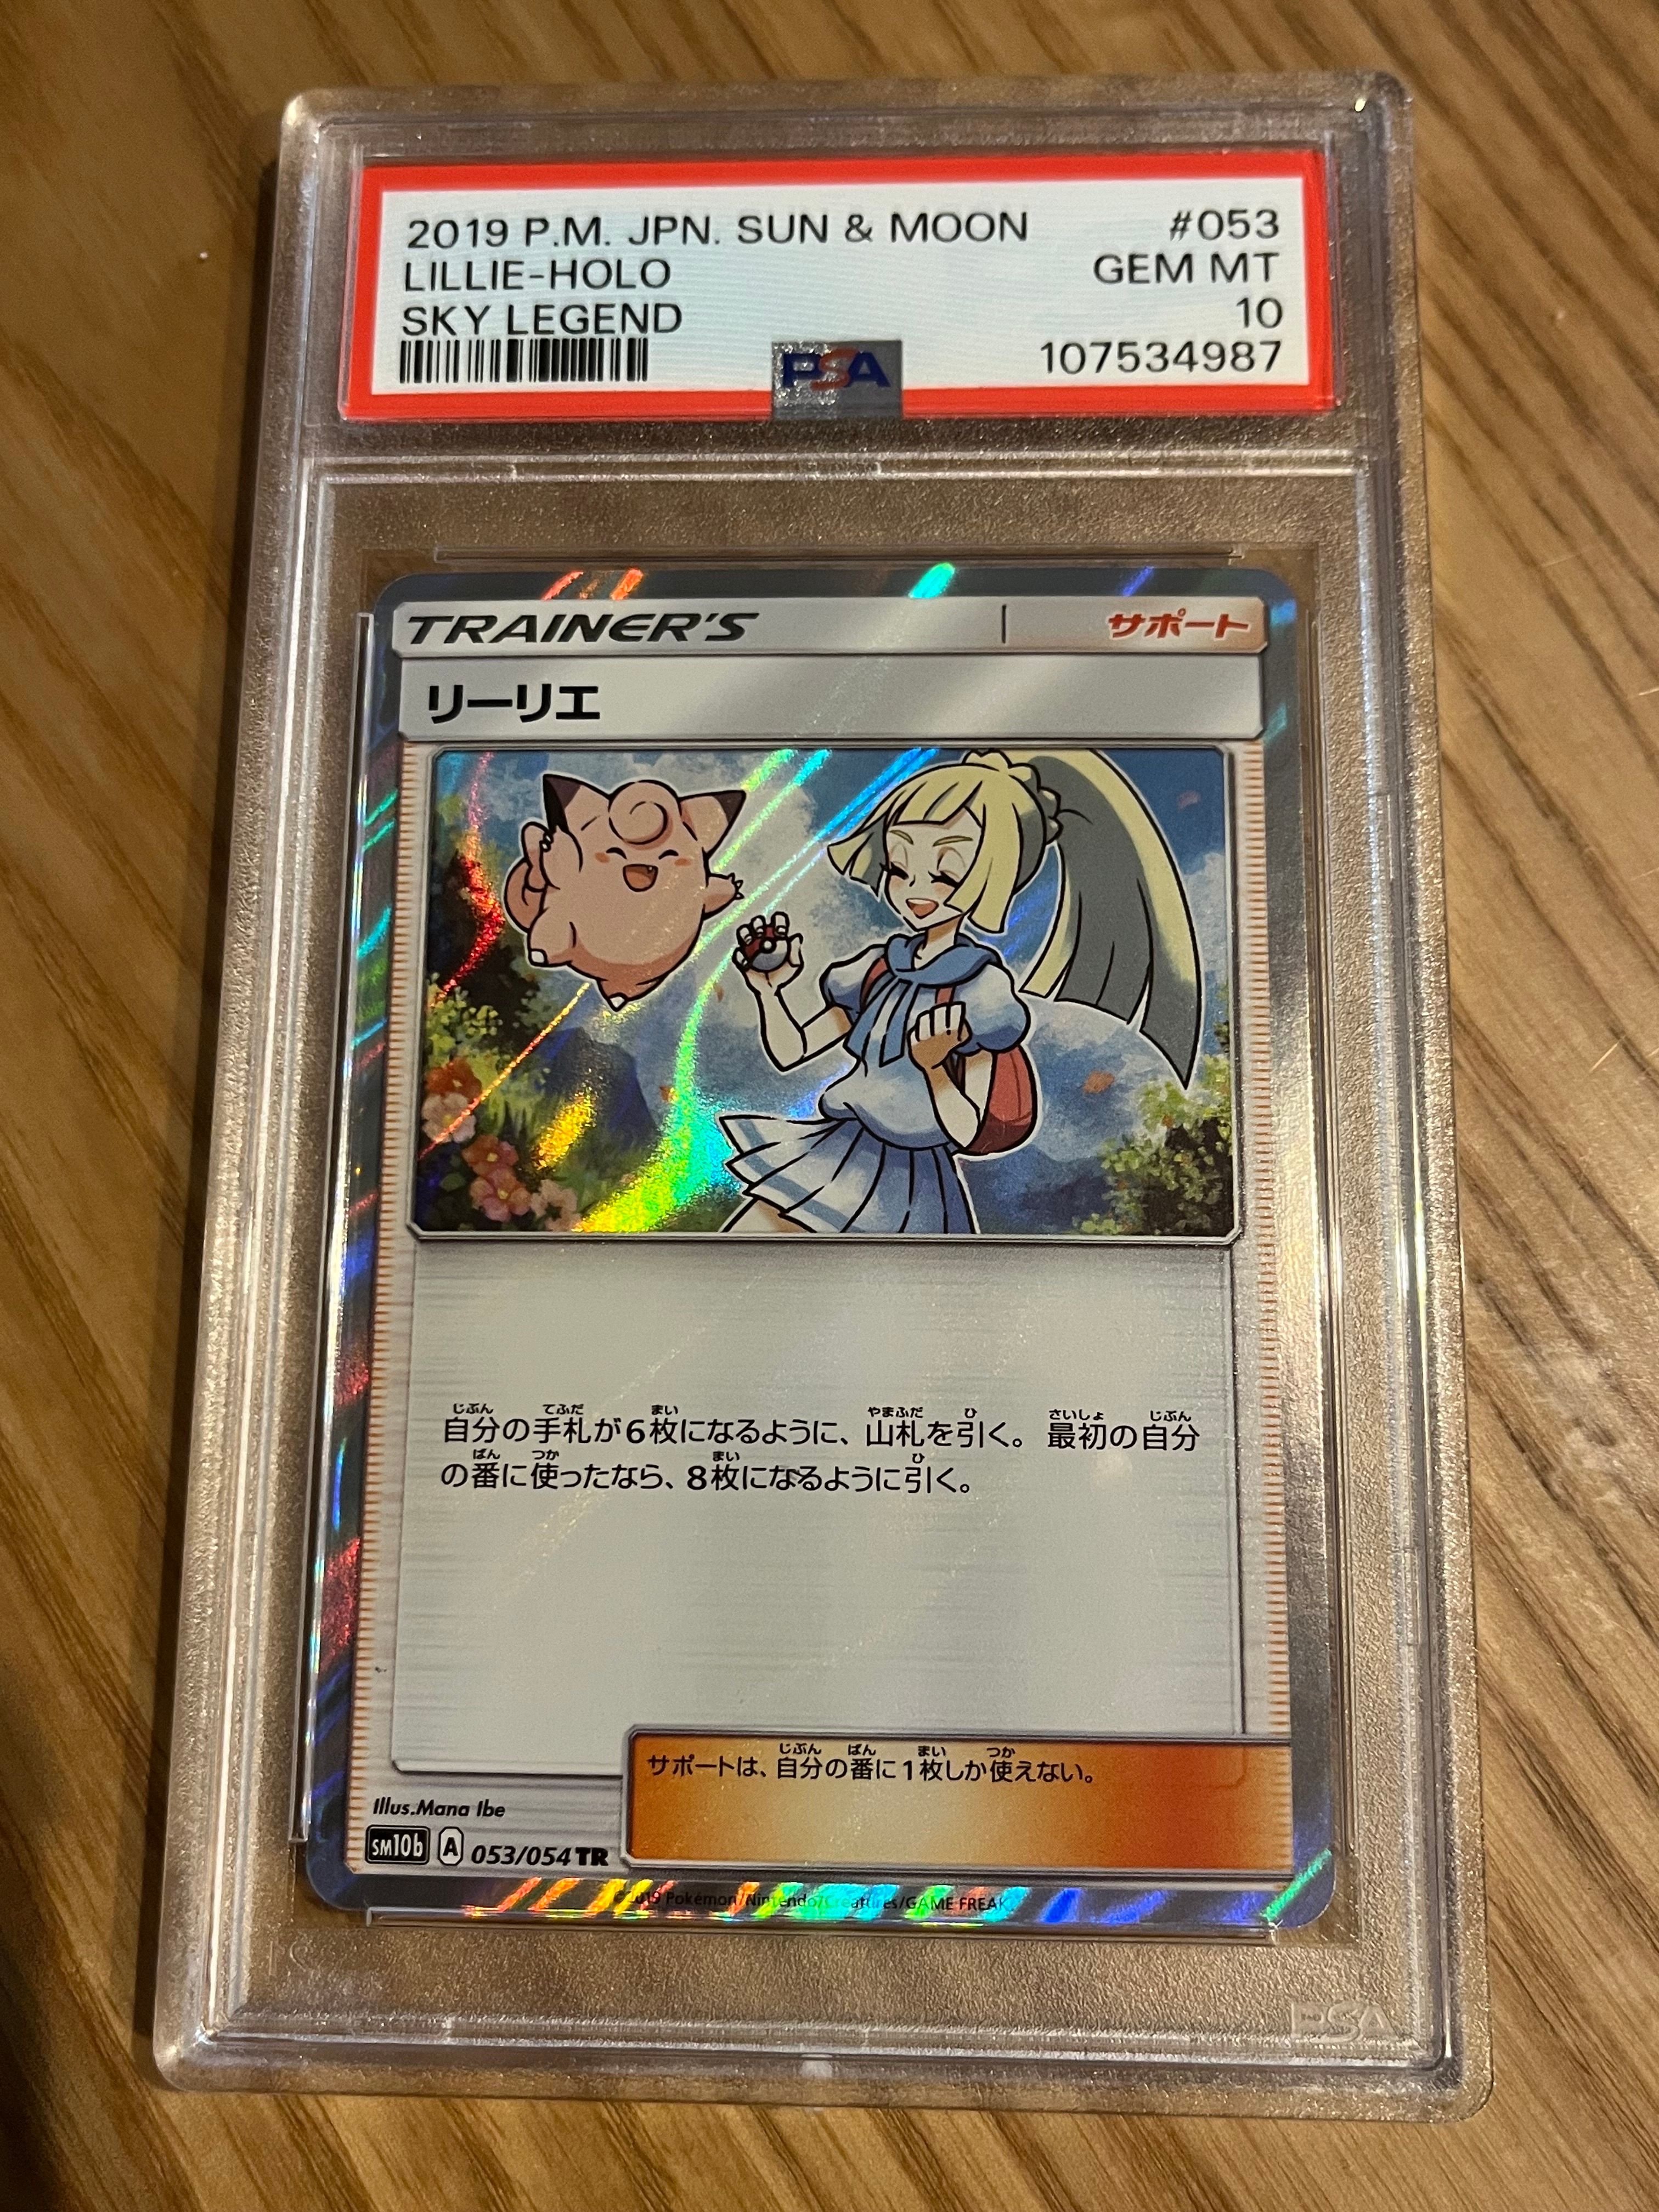 2019 P.M. JPN. SUN & MOON #053
LILLIE-HOLO GEM MT
SKY LEGEND 10
PSA 107534987
TRAINER'S サポート
リーリエ
自分の手札が6枚になるように、山札を引く。最初の自分
の番に使ったなら、8枚になるように引く。
サポートは、自分の番に1枚しか使えない。
Illus.Mana Ibe
SM10b A 053/054 TR
©2019 Pokémon/Nintendo/Creatures/GAME FREAK
PSA